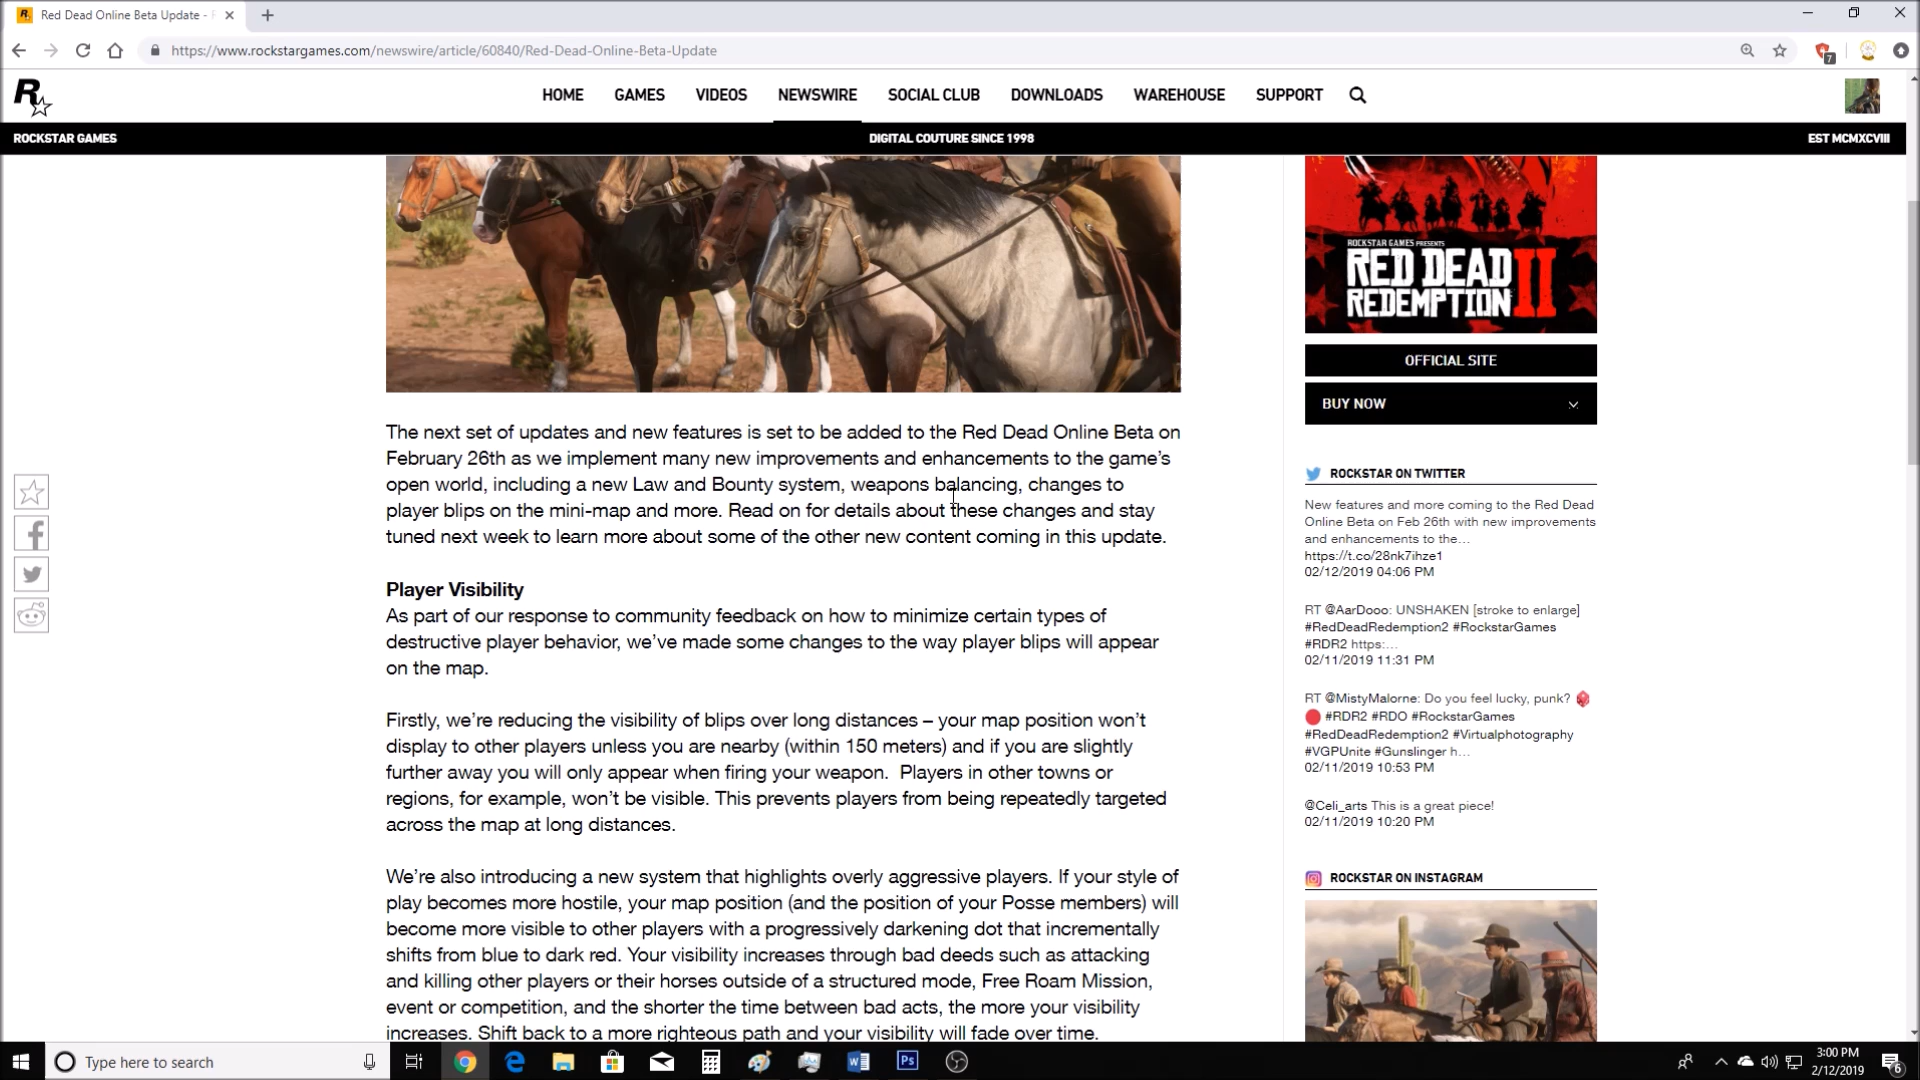 Red Dead Online Beta Update -
https://www.rockstargames.com/newswire/article/60840/Red-Dead-Online-Beta-Update
7
R
HOME
GAMES
VIDEOS
NEWSWIRE
SOCIAL CLUB
DOWNLOADS
WAREHOUSE
SUPPORT
ROCKSTAR GAMES
DIGITAL COUTURE SINCE 1998
EST MCMXCVIII
The next set of updates and new features is set to be added to the Red Dead Online Beta on
February 26th as we implement many new improvements and enhancements to the game's
open world, including a new Law and Bounty system, weapons balancing, changes to
player blips on the mini-map and more. Read on for details about these changes and stay
tuned next week to learn more about some of the other new content coming in this update.
Player Visibility
As part of our response to community feedback on how to minimize certain types of
destructive player behavior, we've made some changes to the way player blips will appear
on the map.
Firstly, we're reducing the visibility of blips over long distances – your map position won't
display to other players unless you are nearby (within 150 meters) and if you are slightly
further away you will only appear when firing your weapon.  Players in other towns or
regions, for example, won't be visible. This prevents players from being repeatedly targeted
across the map at long distances.
We're also introducing a new system that highlights overly aggressive players. If your style of
play becomes more hostile, your map position (and the position of your Posse members) will
become more visible to other players with a progressively darkening dot that incrementally
shifts from blue to dark red. Your visibility increases through bad deeds such as attacking
and killing other players or their horses outside of a structured mode, Free Roam Mission,
event or competition, and the shorter the time between bad acts, the more your visibility
increases. Shift back to a more righteous path and your visibility will fade over time.
ROCKSTAR GAMES PRESENTS
RED DEAD
REDEMPTION II
OFFICIAL SITE
BUY NOW
ROCKSTAR ON TWITTER
New features and more coming to the Red Dead
Online Beta on Feb 26th with new improvements
and enhancements to the…
https://t.co/28nk7ihze1
02/12/2019 04:06 PM
RT @AarDooo: UNSHAKEN [stroke to enlarge]
#RedDeadRedemption2 #RockstarGames
#RDR2 https:…
02/11/2019 11:31 PM
RT @MistyMalorne: Do you feel lucky, punk?
#RDR2 #RDO #RockstarGames
#RedDeadRedemption2 #Virtualphotography
#VGPUnite #Gunslinger h…
02/11/2019 10:53 PM
@Celi_arts This is a great piece!
02/11/2019 10:20 PM
ROCKSTAR ON INSTAGRAM
Type here to search
3:00 PM
2/12/2019
6